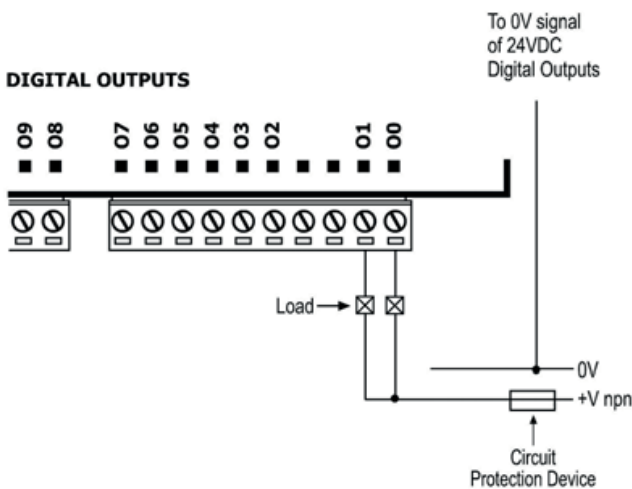 To 0V signal
of 24VDC
Digital Outputs
DIGITAL OUTPUTS
O9 O8 O7 O6 O5 O4 O3 O2 O1 O0
Load
0V
+V npn
Circuit
Protection Device